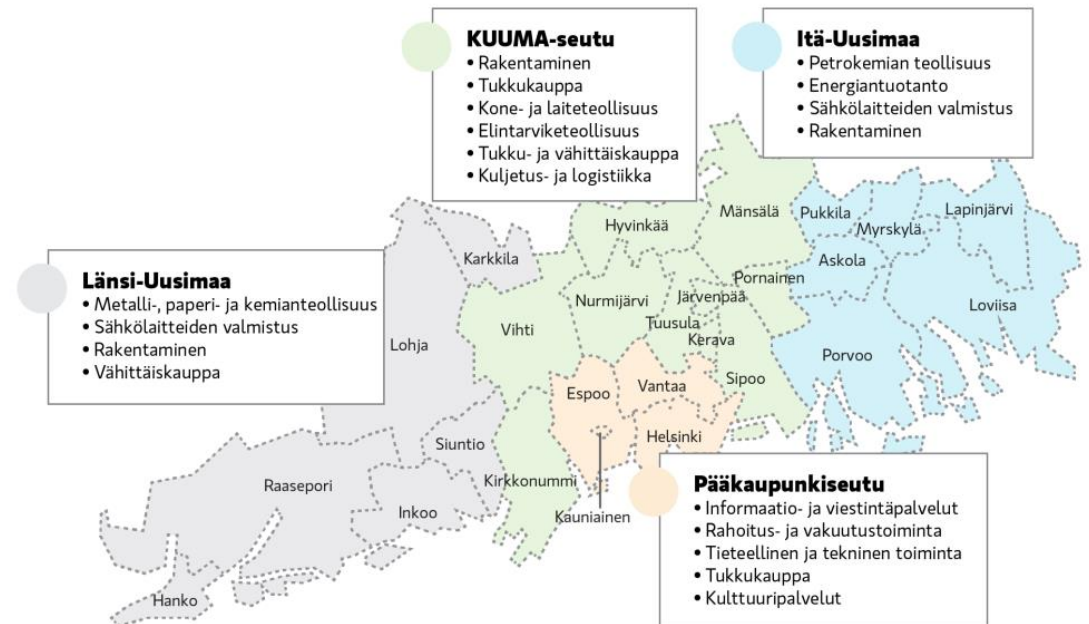 KUUMA-seutu
• Rakentaminen
• Tukkukauppa
• Kone- ja laiteteollisuus
• Elintarviketeollisuus
• Tukku- ja vähittäiskauppa
• Kuljetus- ja logistiikka
Itä-Uusimaa
• Petrokemian teollisuus
• Energiantuotanto
• Sähkölaitteiden valmistus
• Rakentaminen
Länsi-Uusimaa
• Metalli-, paperi- ja kemianteollisuus
• Sähkölaitteiden valmistus
• Rakentaminen
• Vähittäiskauppa
Mänsälä
Pukkila
Lapinjärvi
Hyvinkää
Myrskylä
Karkkila
Askola
Pornainen
Nurmijärvi
Järvenpää
Loviisa
Vihti
Tuusula
Kerava
Lohja
Porvoo
Sipoo
Vantaa
Espoo
Helsinki
Siuntio
Kirkkonummi
Raasepori
Inkoo
Kauniainen
Hanko
Pääkaupunkiseutu
• Informaatio- ja viestintäpalvelut
• Rahoitus- ja vakuutustoiminta
• Tieteellinen ja tekninen toiminta
• Tukkukauppa
• Kulttuuripalvelut